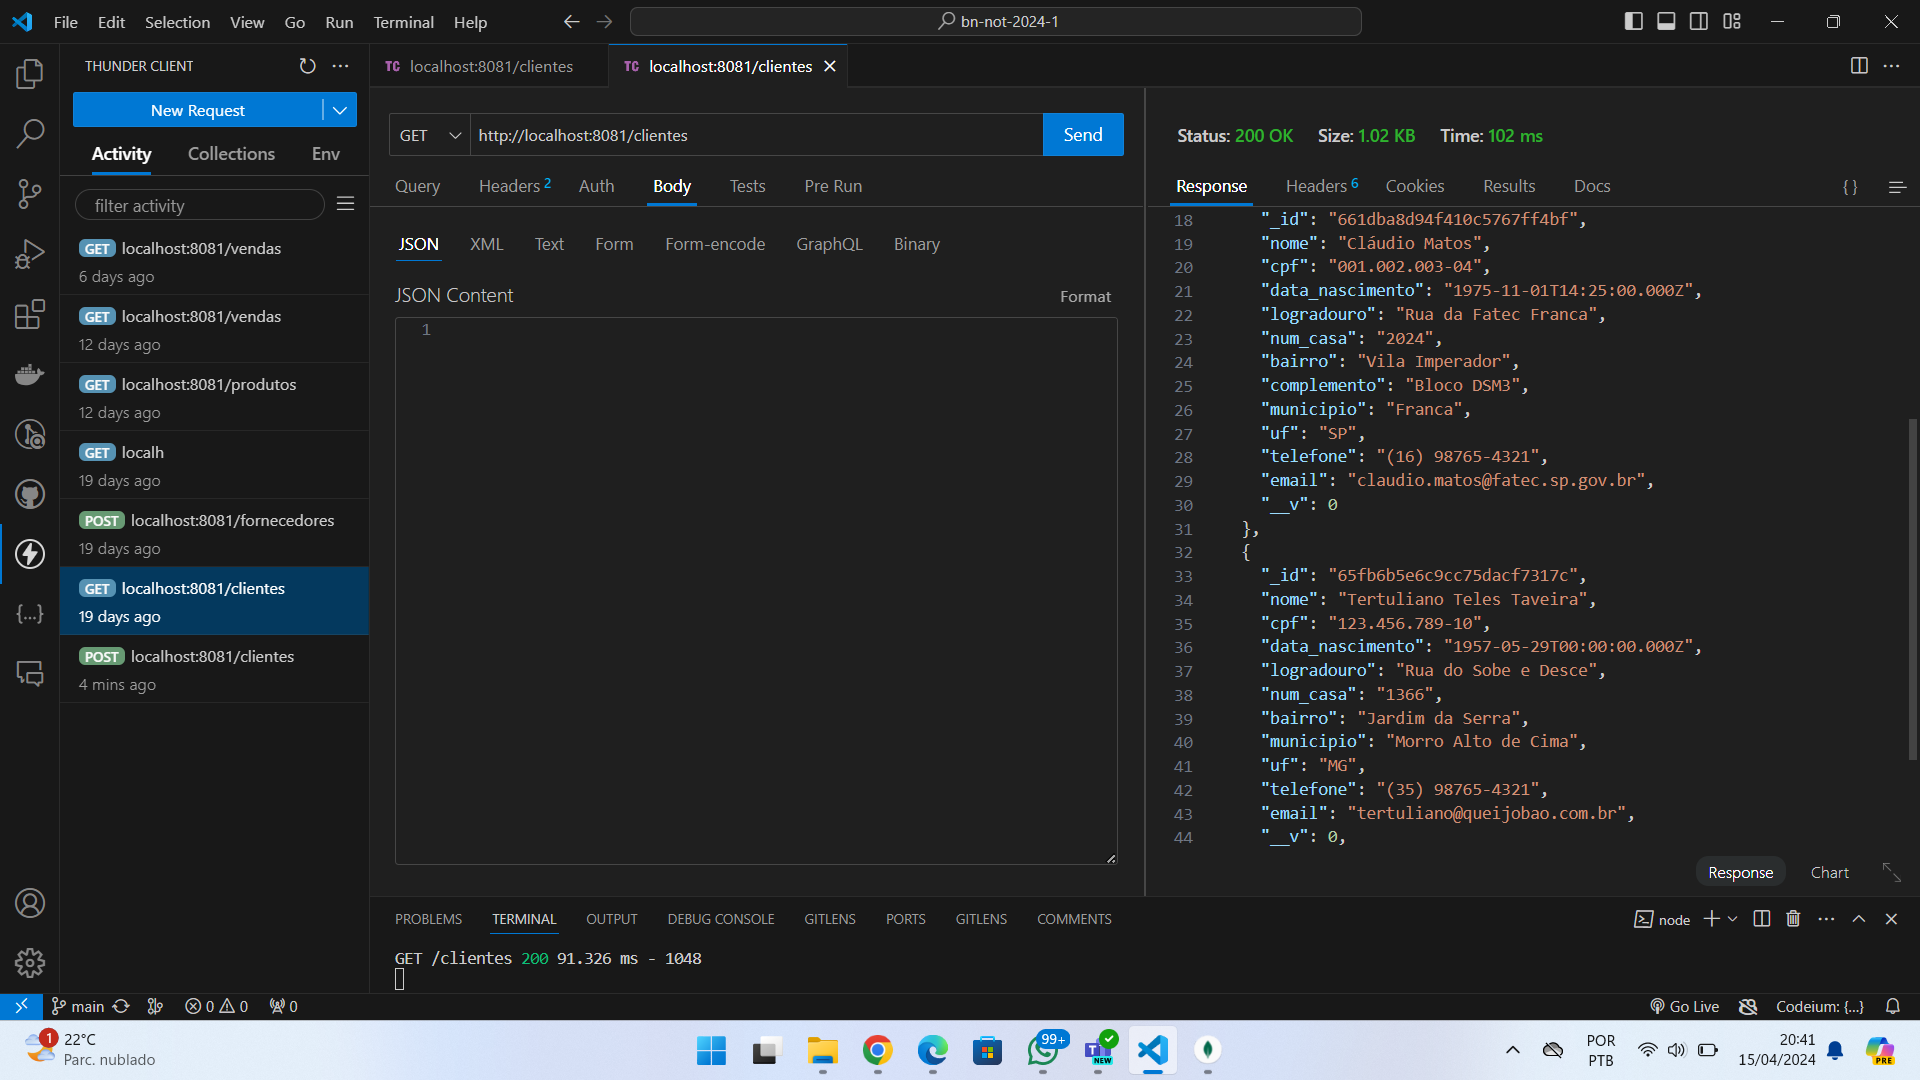 File Edit Selection View Go Run Terminal Help
bn-not-2024-1
THUNDER CLIENT
New Request
Activity Collections Env
filter activity
GET localhost:8081/vendas
6 days ago
GET localhost:8081/vendas
12 days ago
GET localhost:8081/produtos
12 days ago
GET localh
19 days ago
POST localhost:8081/fornecedores
19 days ago
GET localhost:8081/clientes
19 days ago
POST localhost:8081/clientes
4 mins ago
TC localhost:8081/clientes TC localhost:8081/clientes
GET http://localhost:8081/clientes Send
Query Headers 2 Auth Body Tests Pre Run
JSON XML Text Form Form-encode GraphQL Binary
JSON Content Format
1
Status: 200 OK Size: 1.02 KB Time: 102 ms
Response Headers 6 Cookies Results Docs {}
18 "_id": "661dba8d94f410c5767ff4bf",
19 "nome": "Cláudio Matos",
20 "cpf": "001.002.003-04",
21 "data_nascimento": "1975-11-01T14:25:00.000Z",
22 "logradouro": "Rua da Fatec Franca",
23 "num_casa": "2024",
24 "bairro": "Vila Imperador",
25 "complemento": "Bloco DSM3",
26 "municipio": "Franca",
27 "uf": "SP",
28 "telefone": "(16) 98765-4321",
29 "email": "claudio.matos@fatec.sp.gov.br",
30 "__v": 0
31 },
32 {
33 "_id": "65fb6b5e6c9cc75dacf7317c",
34 "nome": "Tertuliano Teles Taveira",
35 "cpf": "123.456.789-10",
36 "data_nascimento": "1957-05-29T00:00:00.000Z",
37 "logradouro": "Rua do Sobe e Desce",
38 "num_casa": "1366",
39 "bairro": "Jardim da Serra",
40 "municipio": "Morro Alto de Cima",
41 "uf": "MG",
42 "telefone": "(35) 98765-4321",
43 "email": "tertuliano@queijobao.com.br",
44 "__v": 0,
Response Chart
PROBLEMS TERMINAL OUTPUT DEBUG CONSOLE GITLENS PORTS GITLENS COMMENTS
node
GET /clientes 200 91.326 ms - 1048
main 0 0 0
Go Live Codeium: {...}
1 22°C
Parc. nublado
99+
NEW
POR
PTB
20:41
15/04/2024
PRE